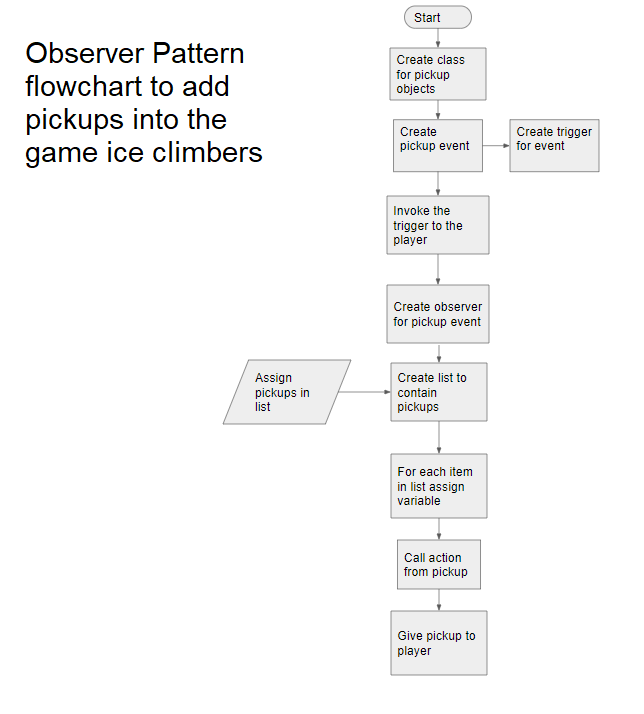 Observer Pattern
flowchart to add
pickups into the
game ice climbers
Start
Create class
for pickup
objects
Create
pickup event
Create trigger
for event
Invoke the
trigger to the
player
Create observer
for pickup event
Assign
pickups in
list
Create list to
contain
pickups
For each item
in list assign
variable
Call action
from pickup
Give pickup to
player